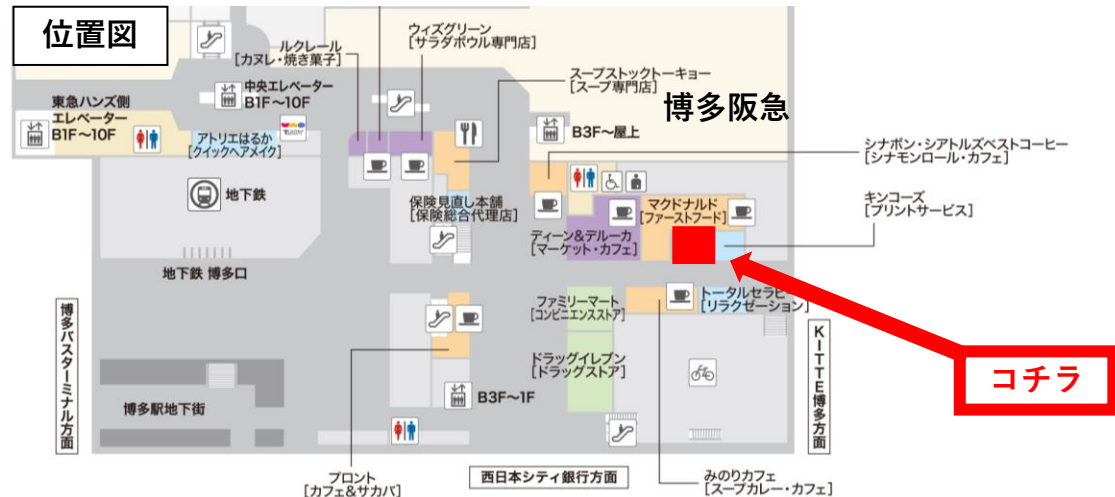 位置図
ルクレール
[カヌレ・焼き菓子]
ウィズグリーン
[サラダボウル専門店]
スープストックトーキョー
[スープ専門店]
博多阪急
東急ハンズ側
エレベーター
B1F～10F
中央エレベーター
B1F～10F
アトリエはるか
[クイックヘアメイク]
B3F～屋上
シナボン・シアトルズベストコーヒー
[シナモンロール・カフェ]
地下鉄
保険見直し本舗
[保険総合代理店]
マクドナルド
[ファーストフード]
キンコーズ
[プリントサービス]
ディーン&デルーカ
[マーケット・カフェ]
地下鉄 博多口
ファミリーマート
[コンビニエンスストア]
トータルセラピ
[リラクゼーション]
博多バスターミナル方面
KITTE博多方面
ドラッグイレブン
[ドラッグストア]
コチラ
B3F～1F
博多駅地下街
プロント
[カフェ&サカバ]
西日本シティ銀行方面
みのりカフェ
[スープカレー・カフェ]